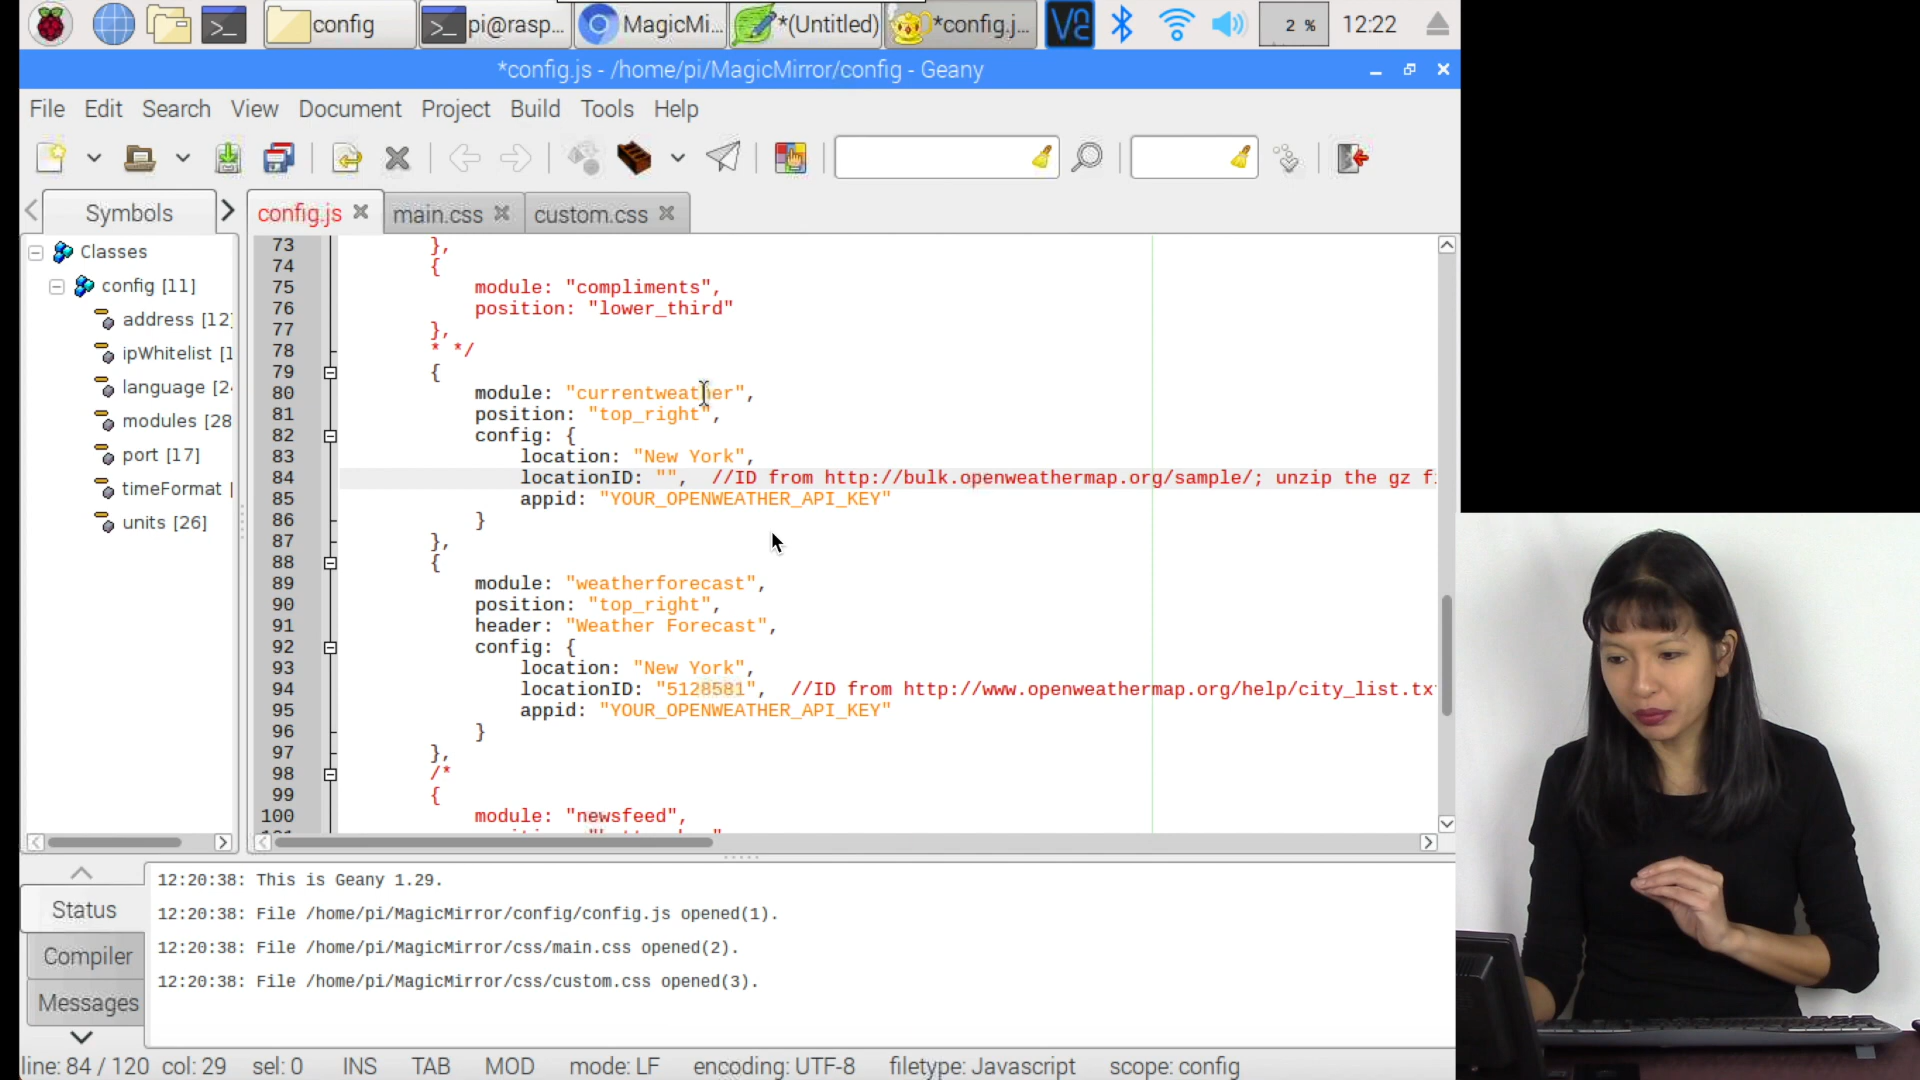 config
pi@rasp...
MagicMi...
*(Untitled)
*config.j...
2 %
12:22
*config.js - /home/pi/MagicMirror/config - Geany
File Edit Search View Document Project Build Tools Help
Symbols
config.js
main.css
custom.css
Classes
config [11]
address [12]
ipWhitelist [1
language [2
modules [28
port [17]
timeFormat [
units [26]
73 },
74 {
75 module: "compliments",
76 position: "lower_third"
77 },
78 * */
79 {
80 module: "currentweather",
81 position: "top_right",
82 config: {
83 location: "New York",
84 locationID: "",  //ID from http://bulk.openweathermap.org/sample/; unzip the gz f
85 appid: "YOUR_OPENWEATHER_API_KEY"
86 }
87 },
88 {
89 module: "weatherforecast",
90 position: "top_right",
91 header: "Weather Forecast",
92 config: {
93 location: "New York",
94 locationID: "5128581",  //ID from http://www.openweathermap.org/help/city_list.tx
95 appid: "YOUR_OPENWEATHER_API_KEY"
96 }
97 },
98 /*
99 {
100 module: "newsfeed",
Status
Compiler
Messages
12:20:38: This is Geany 1.29.
12:20:38: File /home/pi/MagicMirror/config/config.js opened(1).
12:20:38: File /home/pi/MagicMirror/css/main.css opened(2).
12:20:38: File /home/pi/MagicMirror/css/custom.css opened(3).
line: 84 / 120 col: 29 sel: 0 INS TAB MOD mode: LF encoding: UTF-8 filetype: Javascript scope: config